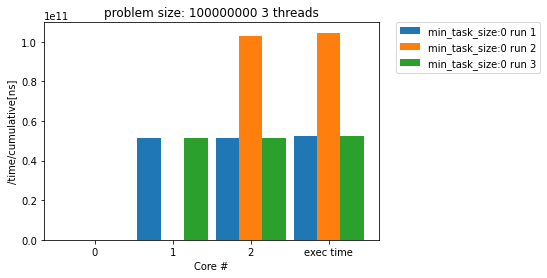 problem size: 100000000 3 threads
1e11
1.0
0.8
0.6
0.4
0.2
0.0
/time/cumulative[ns]
0 1 2 exec time
Core #
min_task_size:0 run 1
min_task_size:0 run 2
min_task_size:0 run 3